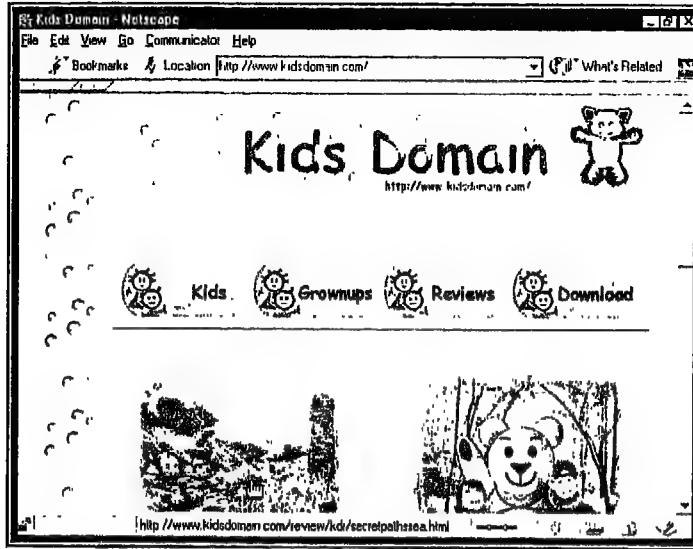 Kids Domain - Netscape
File Edit View Go Communicator Help
Bookmarks Location http://www.kidsdomain.com/ What's Related
Kids Domain
http://www.kidsdomain.com/
Kids Grownups Reviews Download
http://www.kidsdomain.com/review/kdr/secretpathssea.html